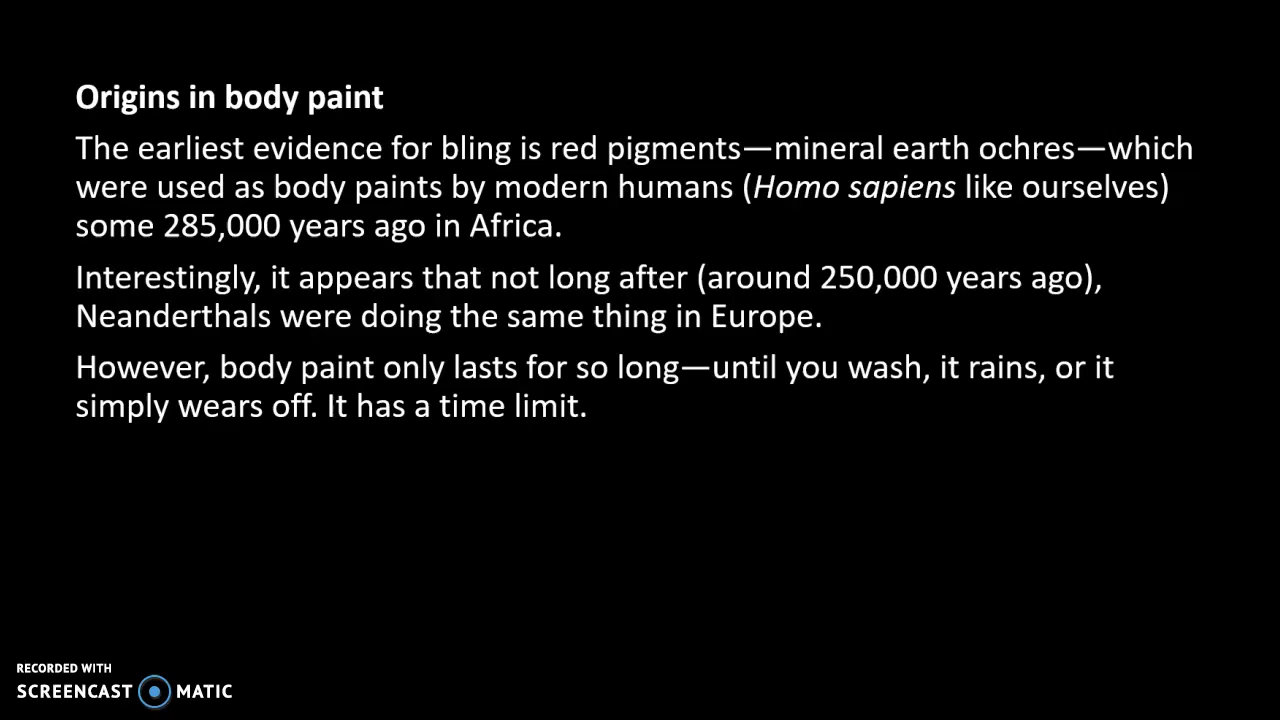 Origins in body paint
The earliest evidence for bling is red pigments—mineral earth ochres—which
were used as body paints by modern humans (Homo sapiens like ourselves)
some 285,000 years ago in Africa.
Interestingly, it appears that not long after (around 250,000 years ago),
Neanderthals were doing the same thing in Europe.
However, body paint only lasts for so long—until you wash, it rains, or it
simply wears off. It has a time limit.
RECORDED WITH
SCREENCAST MATIC